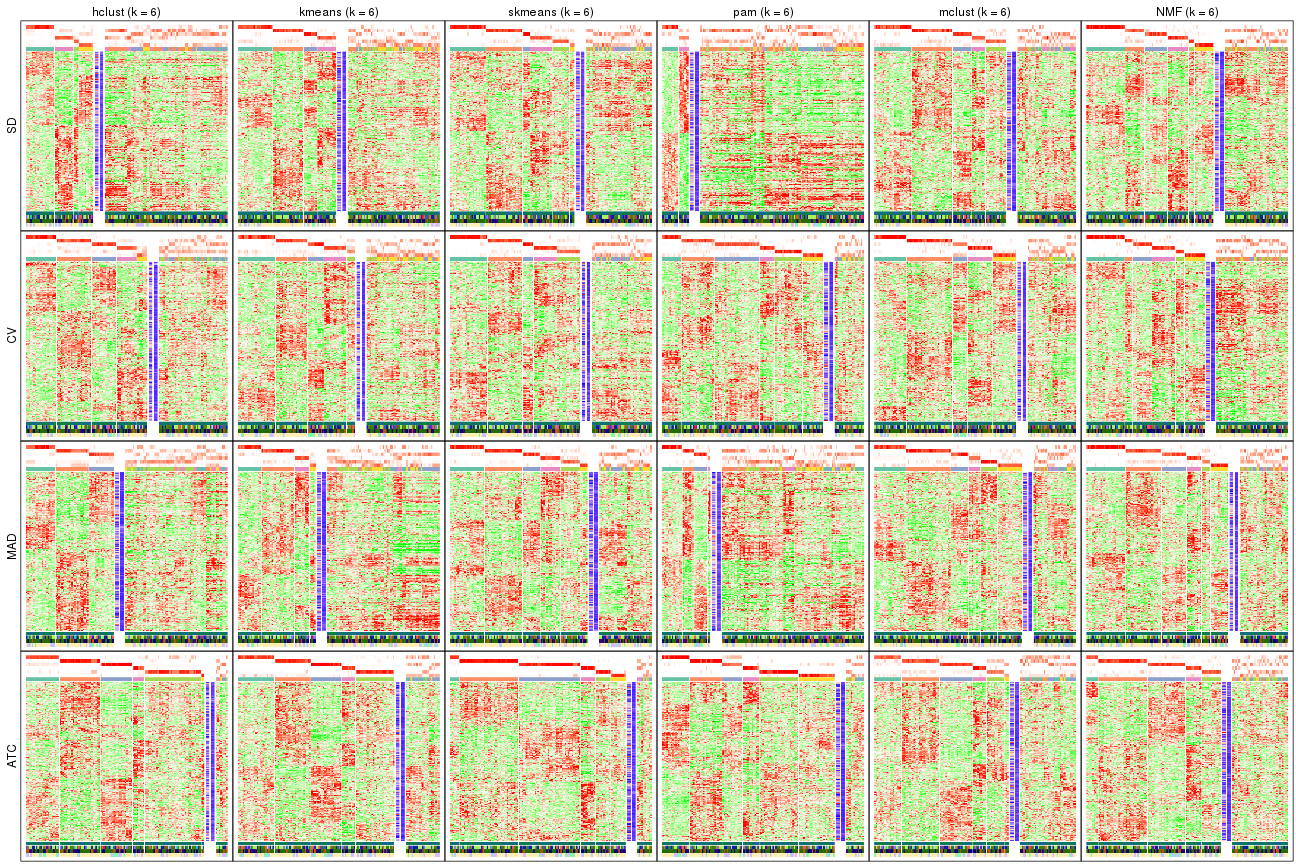 hclust (k = 6) kmeans (k = 6) skmeans (k = 6) pam (k = 6) mclust (k = 6) NMF (k = 6)
SD
CV
MAD
ATC